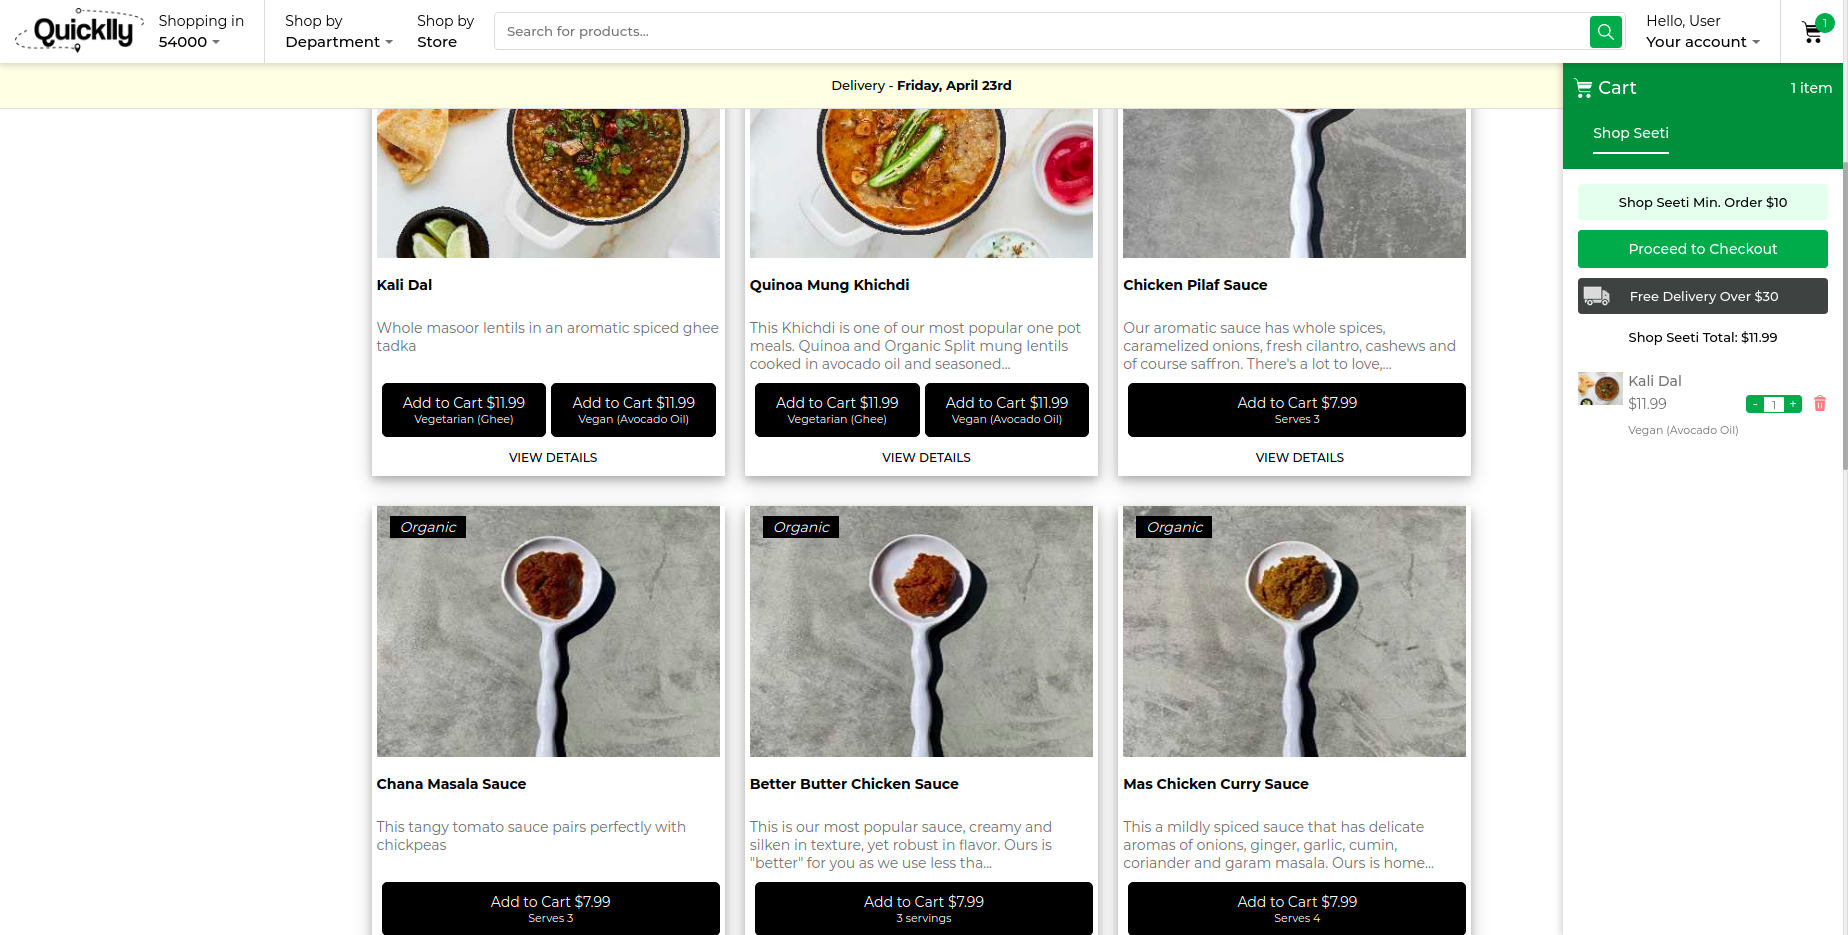 Quicklly
Shopping in
54000
Shop by
Department
Shop by
Store
Search for products...
Hello, User
Your account
1
Delivery - Friday, April 23rd
Cart
1 item
Shop Seeti
Shop Seeti Min. Order $10
Proceed to Checkout
Free Delivery Over $30
Shop Seeti Total: $11.99
Kali Dal
$11.99
- 1 +
Vegan (Avocado Oil)
Kali Dal
Whole masoor lentils in an aromatic spiced ghee
tadka
Add to Cart $11.99
Vegetarian (Ghee)
Add to Cart $11.99
Vegan (Avocado Oil)
VIEW DETAILS
Quinoa Mung Khichdi
This Khichdi is one of our most popular one pot
meals. Quinoa and Organic Split mung lentils
cooked in avocado oil and seasoned...
Add to Cart $11.99
Vegetarian (Ghee)
Add to Cart $11.99
Vegan (Avocado Oil)
VIEW DETAILS
Chicken Pilaf Sauce
Our aromatic sauce has whole spices,
caramelized onions, fresh cilantro, cashews and
of course saffron. There's a lot to love,...
Add to Cart $7.99
Serves 3
VIEW DETAILS
Organic
Chana Masala Sauce
This tangy tomato sauce pairs perfectly with
chickpeas
Add to Cart $7.99
Serves 3
Organic
Better Butter Chicken Sauce
This is our most popular sauce, creamy and
silken in texture, yet robust in flavor. Ours is
"better" for you as we use less tha...
Add to Cart $7.99
3 servings
Organic
Mas Chicken Curry Sauce
This a mildly spiced sauce that has delicate
aromas of onions, ginger, garlic, cumin,
coriander and garam masala. Ours is home...
Add to Cart $7.99
Serves 4